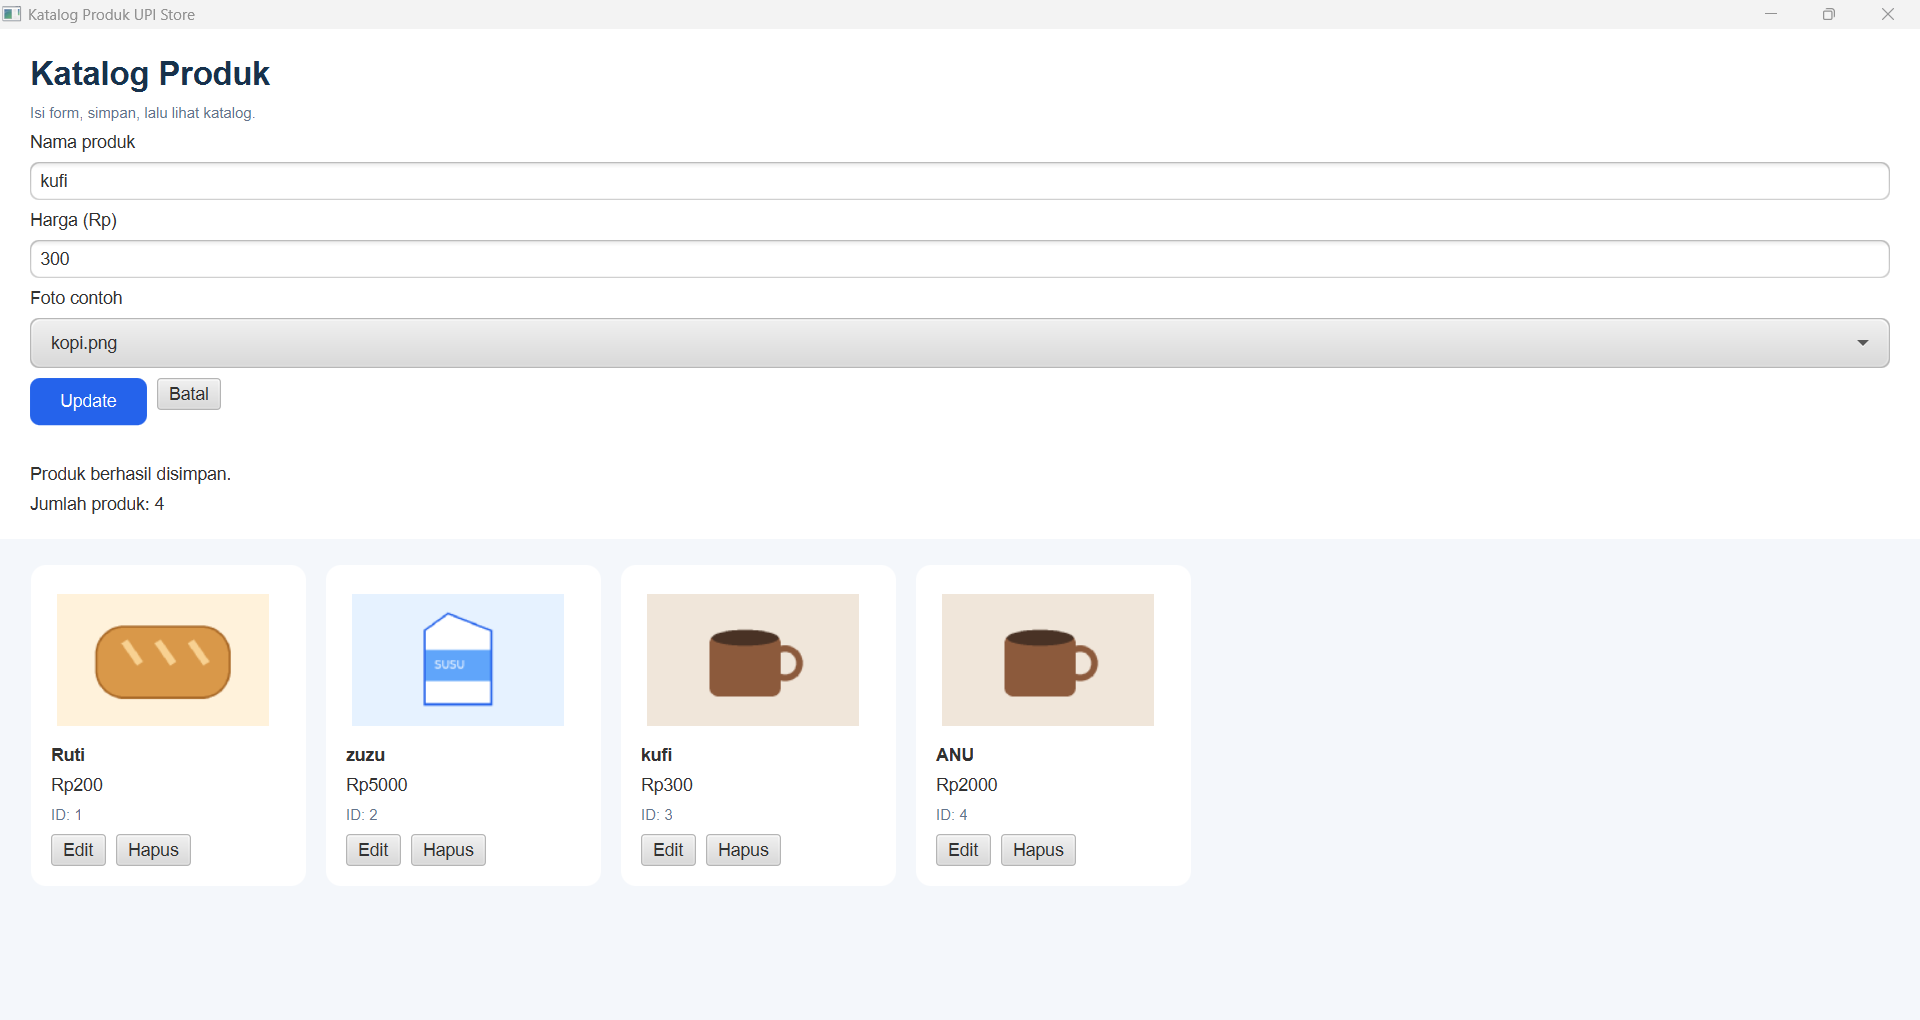 Katalog Produk UPI Store
Katalog Produk
Isi form, simpan, lalu lihat katalog.
Nama produk
kufi
Harga (Rp)
300
Foto contoh
kopi.png
Update Batal
Produk berhasil disimpan.
Jumlah produk: 4
SUSU
Ruti zuzu kufi ANU
Rp200 Rp5000 Rp300 Rp2000
ID: 1 ID: 2 ID: 3 ID: 4
Edit Hapus Edit Hapus Edit Hapus Edit Hapus